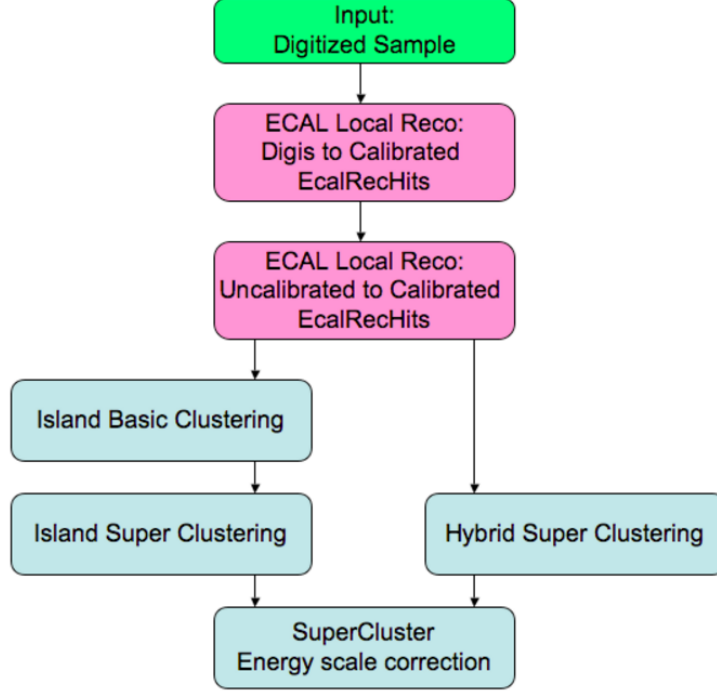 Input:
Digitized Sample
ECAL Local Reco:
Digis to Calibrated
EcalRecHits
ECAL Local Reco:
Uncalibrated to Calibrated
EcalRecHits
Island Basic Clustering
Island Super Clustering
Hybrid Super Clustering
SuperCluster
Energy scale correction